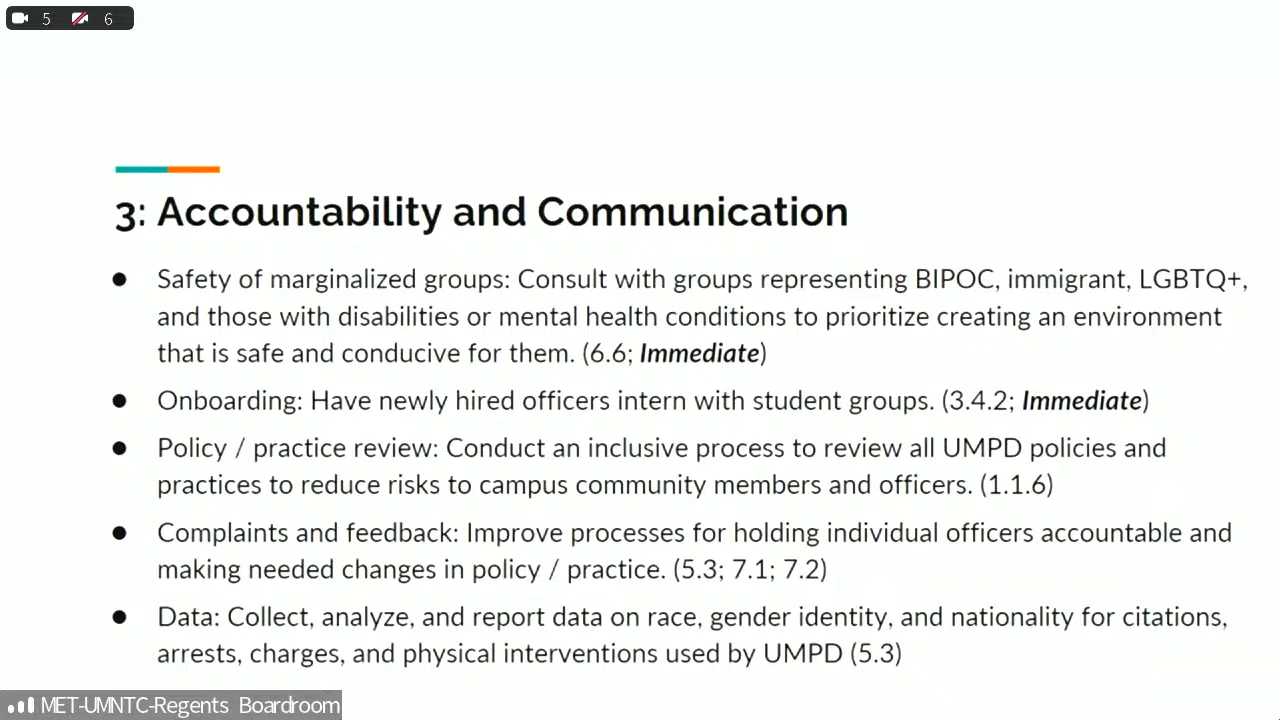 5 6
3: Accountability and Communication
● Safety of marginalized groups: Consult with groups representing BIPOC, immigrant, LGBTQ+,
and those with disabilities or mental health conditions to prioritize creating an environment
that is safe and conducive for them. (6.6; Immediate)
● Onboarding: Have newly hired officers intern with student groups. (3.4.2; Immediate)
● Policy / practice review: Conduct an inclusive process to review all UMPD policies and
practices to reduce risks to campus community members and officers. (1.1.6)
● Complaints and feedback: Improve processes for holding individual officers accountable and
making needed changes in policy / practice. (5.3; 7.1; 7.2)
● Data: Collect, analyze, and report data on race, gender identity, and nationality for citations,
arrests, charges, and physical interventions used by UMPD (5.3)
MET-UMNTC-Regents Boardroom